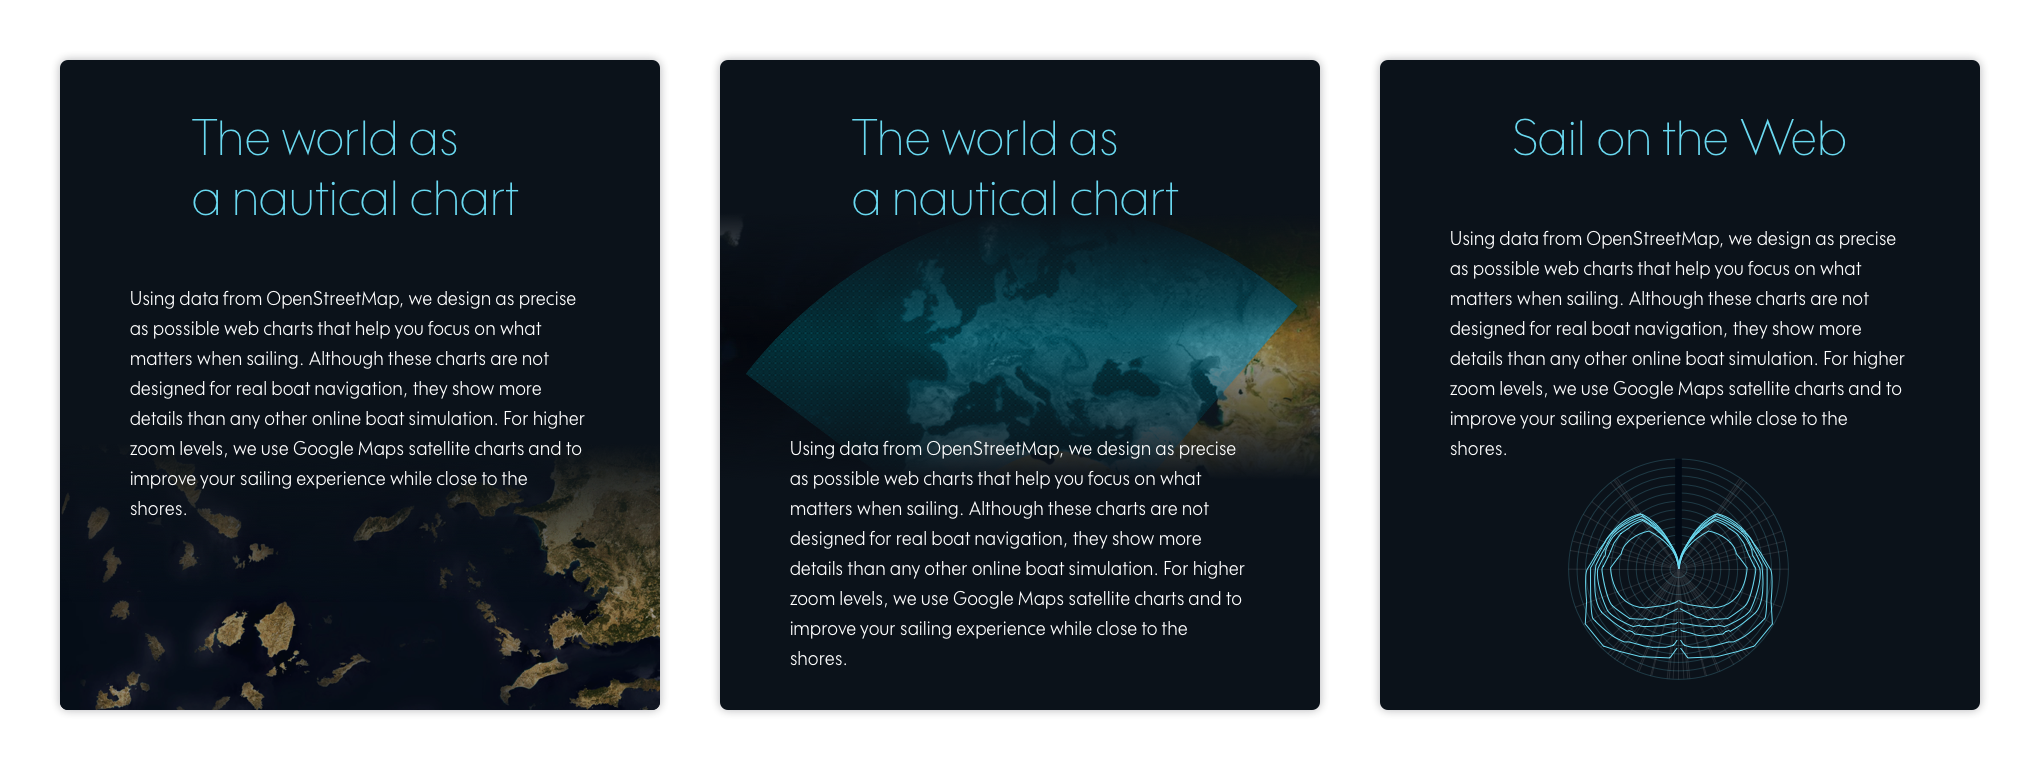 The world as
a nautical chart
Using data from OpenStreetMap, we design as precise
as possible web charts that help you focus on what
matters when sailing. Although these charts are not
designed for real boat navigation, they show more
details than any other online boat simulation. For higher
zoom levels, we use Google Maps satellite charts and to
improve your sailing experience while close to the
shores.
The world as
a nautical chart
Using data from OpenStreetMap, we design as precise
as possible web charts that help you focus on what
matters when sailing. Although these charts are not
designed for real boat navigation, they show more
details than any other online boat simulation. For higher
zoom levels, we use Google Maps satellite charts and to
improve your sailing experience while close to the
shores.
Sail on the Web
Using data from OpenStreetMap, we design as precise
as possible web charts that help you focus on what
matters when sailing. Although these charts are not
designed for real boat navigation, they show more
details than any other online boat simulation. For higher
zoom levels, we use Google Maps satellite charts and to
improve your sailing experience while close to the
shores.